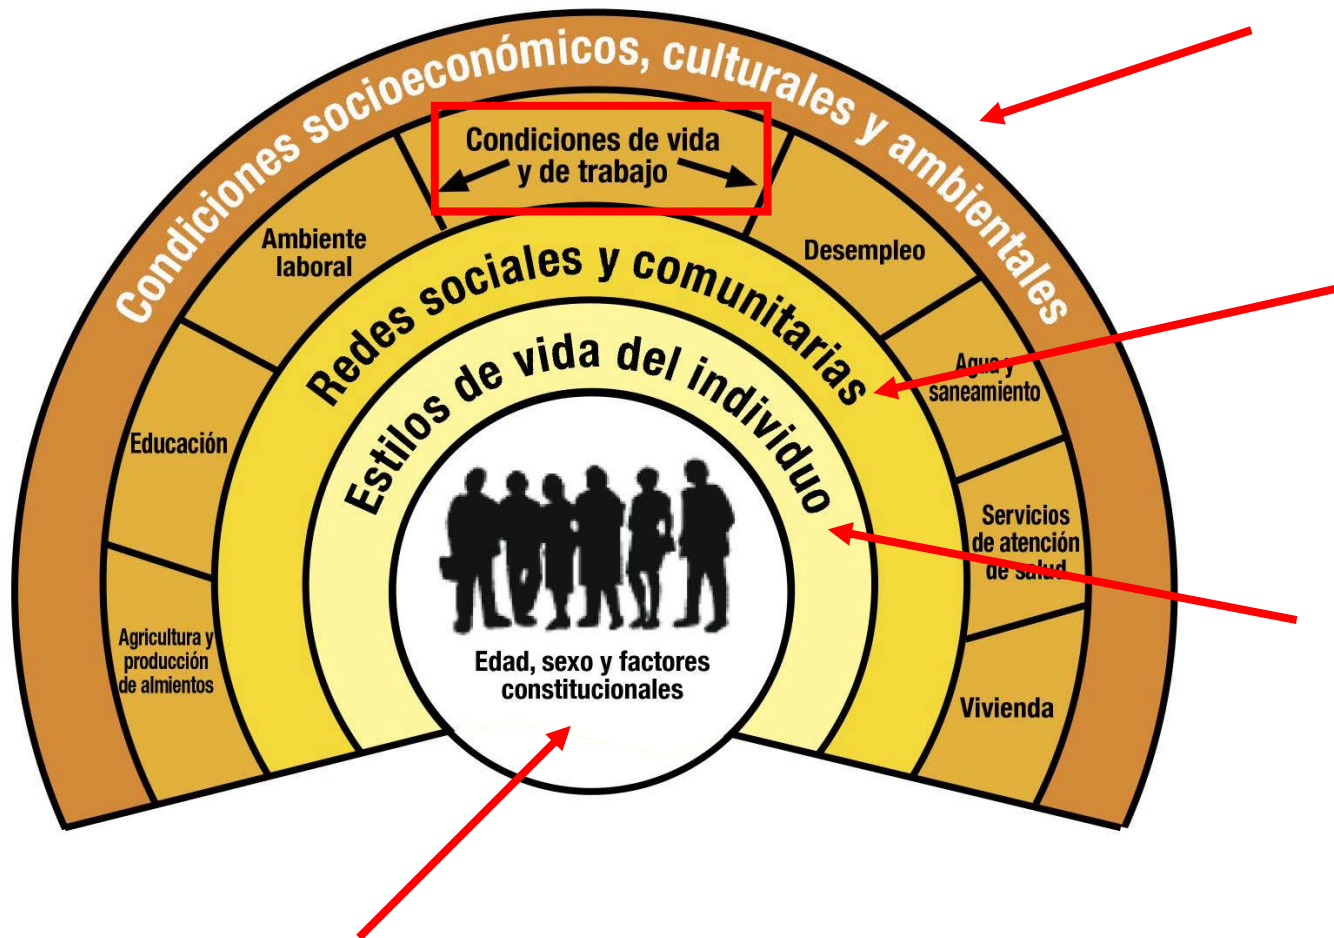 Condiciones socioeconómicos, culturales y ambientales
Condiciones de vida
y de trabajo
Ambiente
laboral
Desempleo
Educación
Agua y
saneamiento
Agricultura y
producción
de almientos
Servicios
de atención
de salud
Vivienda
Redes sociales y comunitarias
Estilos de vida del individuo
Edad, sexo y factores
constitucionales